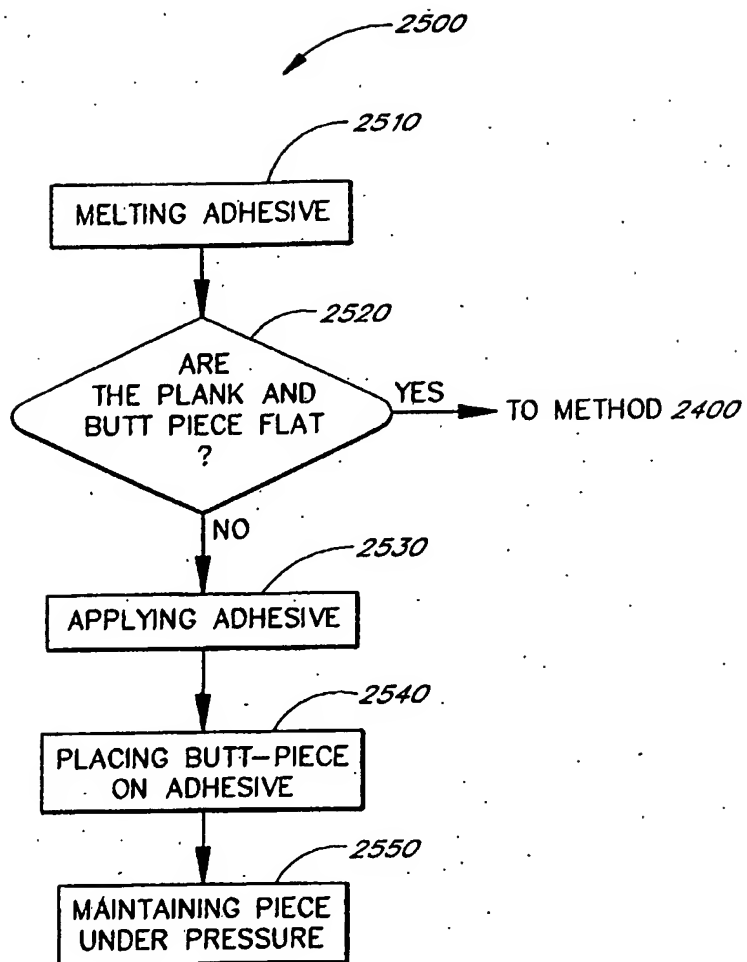 2500
2510
MELTING ADHESIVE
2520
ARE
THE PLANK AND
BUTT PIECE FLAT
?
YES
TO METHOD 2400
NO
2530
APPLYING ADHESIVE
2540
PLACING BUTT-PIECE
ON ADHESIVE
2550
MAINTAINING PIECE
UNDER PRESSURE